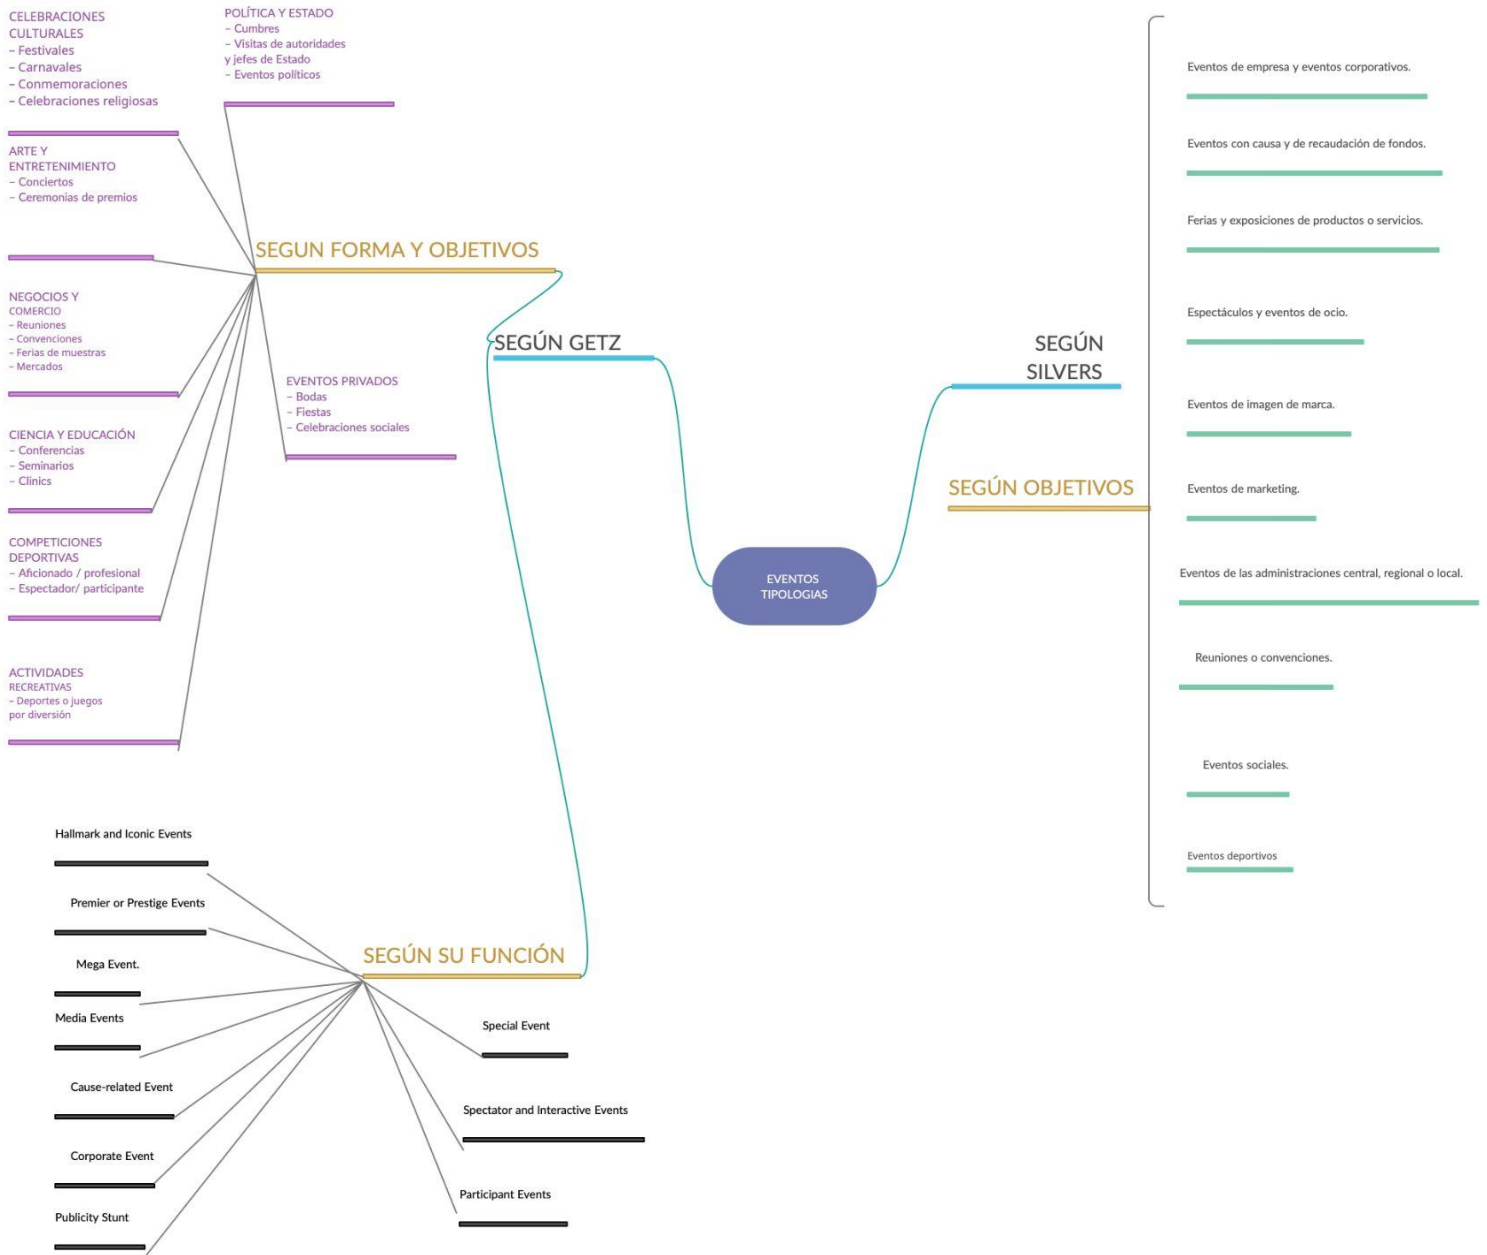 CELEBRACIONES
CULTURALES
– Festivales
– Carnavales
– Conmemoraciones
– Celebraciones religiosas
POLÍTICA Y ESTADO
– Cumbres
– Visitas de autoridades
y jefes de Estado
– Eventos políticos
ARTE Y
ENTRETENIMIENTO
– Conciertos
– Ceremonias de premios
SEGUN FORMA Y OBJETIVOS
NEGOCIOS Y
COMERCIO
– Reuniones
– Convenciones
– Ferias de muestras
– Mercados
EVENTOS PRIVADOS
– Bodas
– Fiestas
– Celebraciones sociales
CIENCIA Y EDUCACIÓN
– Conferencias
– Seminarios
– Clinics
COMPETICIONES
DEPORTIVAS
– Aficionado / profesional
– Espectador/ participante
ACTIVIDADES
RECREATIVAS
– Deportes o juegos
por diversión
SEGÚN GETZ
EVENTOS
TIPOLOGIAS
SEGÚN
SILVERS
SEGÚN OBJETIVOS
Eventos de empresa y eventos corporativos.
Eventos con causa y de recaudación de fondos.
Ferias y exposiciones de productos o servicios.
Espectáculos y eventos de ocio.
Eventos de imagen de marca.
Eventos de marketing.
Eventos de las administraciones central, regional o local.
Reuniones o convenciones.
Eventos sociales.
Eventos deportivos
SEGÚN SU FUNCIÓN
Hallmark and Iconic Events
Premier or Prestige Events
Mega Event.
Media Events
Cause-related Event
Corporate Event
Publicity Stunt
Special Event
Spectator and Interactive Events
Participant Events